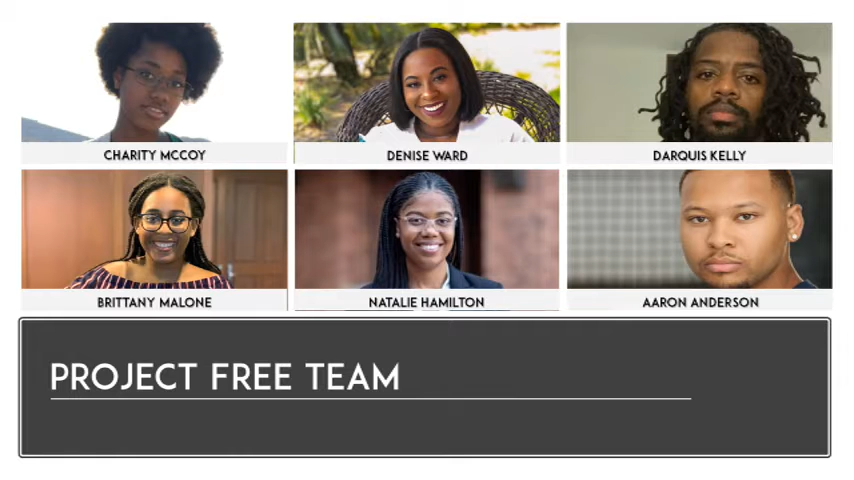 CHARITY MCCOY
DENISE WARD
DARQUIS KELLY
BRITTANY MALONE
NATALIE HAMILTON
AARON ANDERSON
PROJECT FREE TEAM